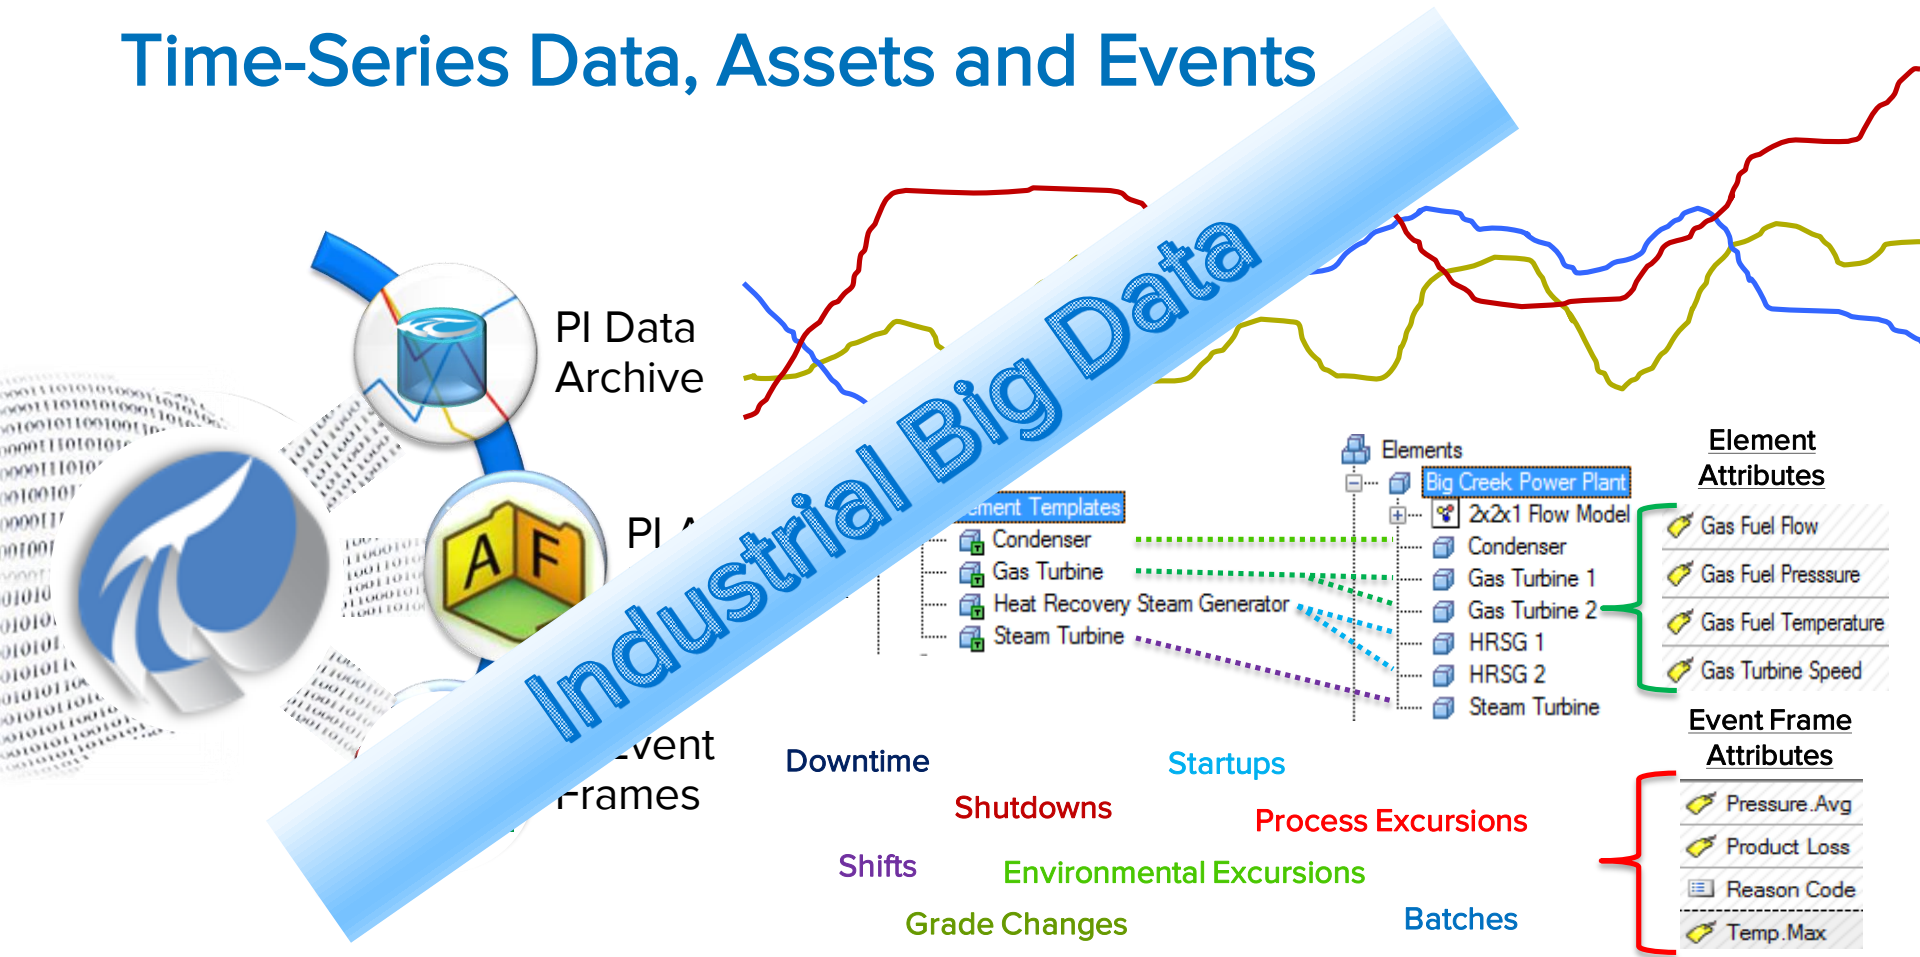 Time-Series Data, Assets and Events
PI Data
Archive
PI A
Event
Frames
Industrial Big Data
Element Templates
Condenser
Gas Turbine
Heat Recovery Steam Generator
Steam Turbine
Elements
Big Creek Power Plant
2x2x1 Flow Model
Condenser
Gas Turbine 1
Gas Turbine 2
HRSG 1
HRSG 2
Steam Turbine
Element
Attributes
Gas Fuel Flow
Gas Fuel Presssure
Gas Fuel Temperature
Gas Turbine Speed
Event Frame
Attributes
Pressure.Avg
Product Loss
Reason Code
Temp.Max
Downtime
Startups
Shutdowns
Process Excursions
Shifts
Environmental Excursions
Grade Changes
Batches
A F